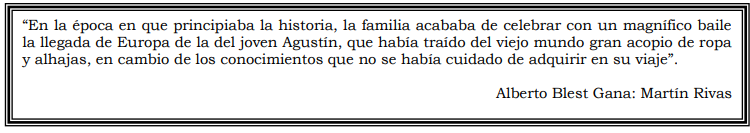 “En la época en que principiaba la historia, la familia acababa de celebrar con un magnífico baile
la llegada de Europa de la del joven Agustín, que había traído del viejo mundo gran acopio de ropa
y alhajas, en cambio de los conocimientos que no se había cuidado de adquirir en su viaje”.
Alberto Blest Gana: Martín Rivas